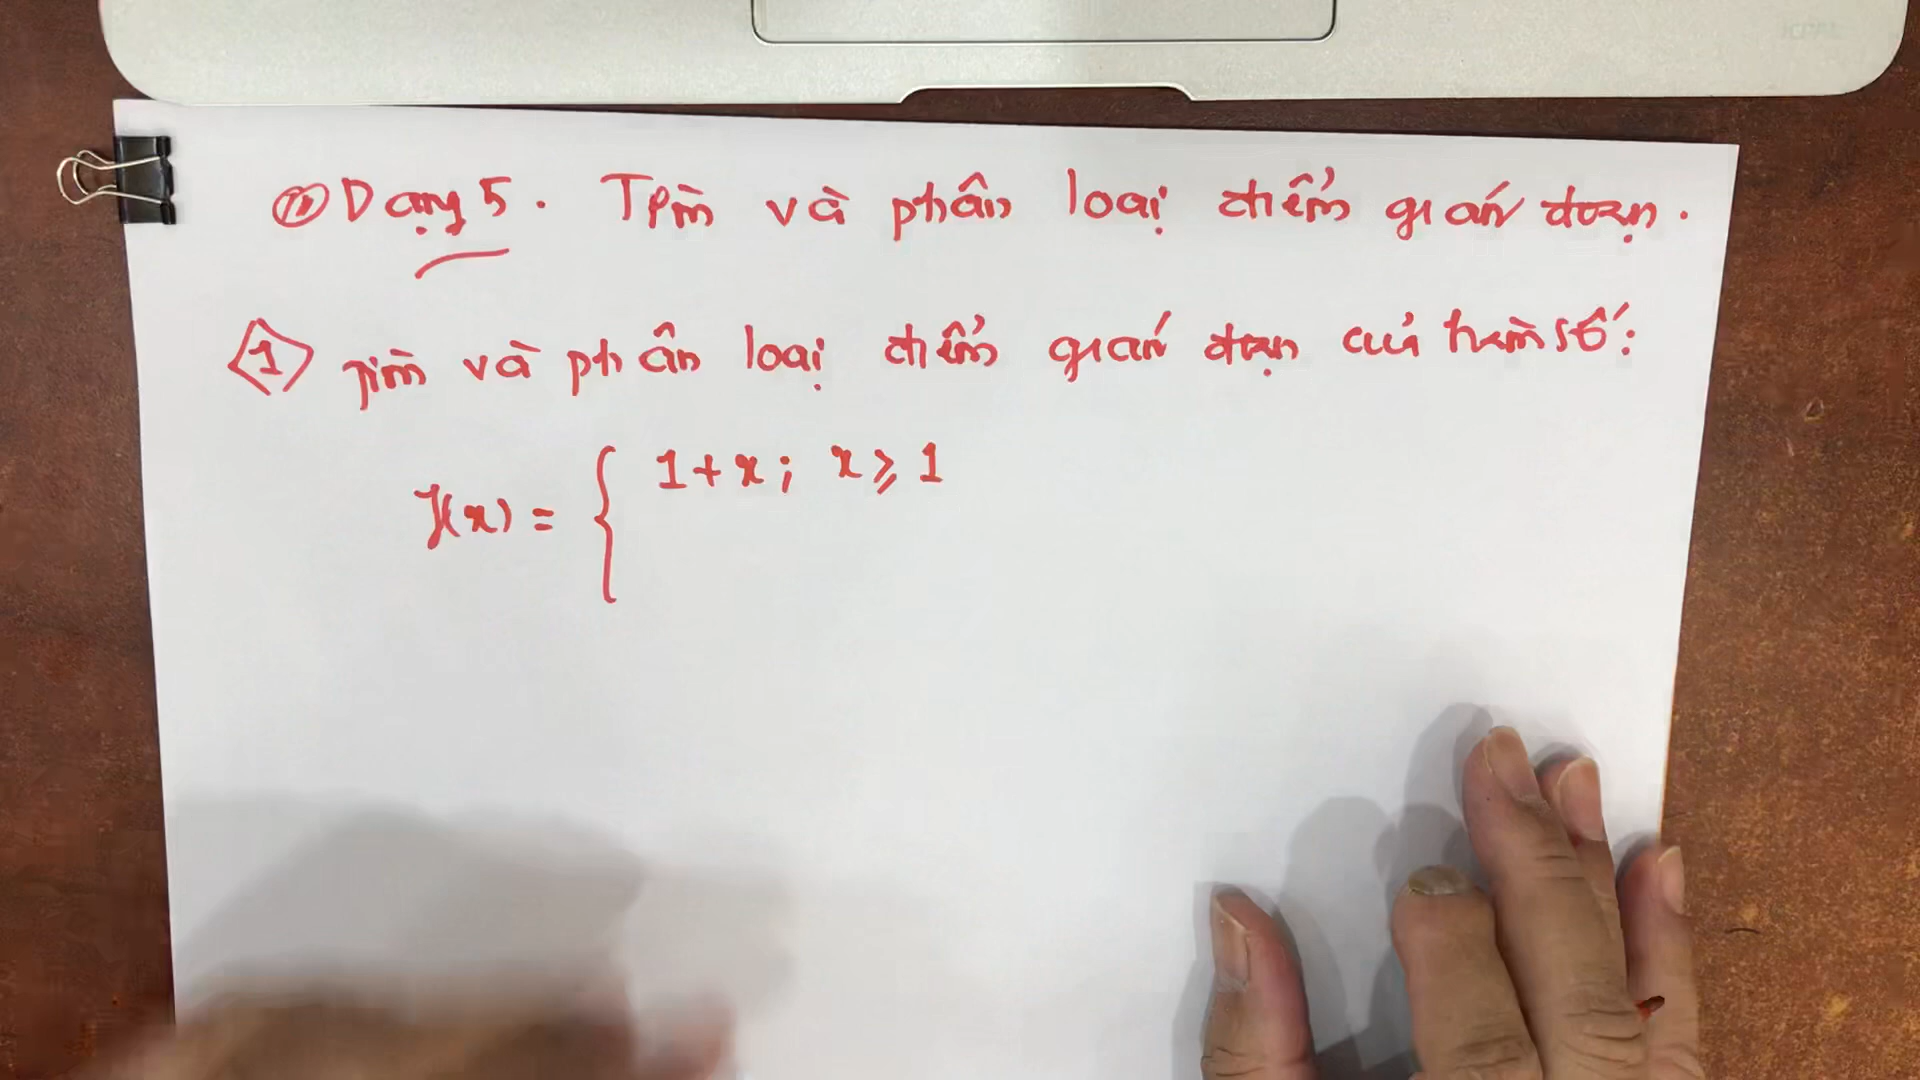 Dạng 5. Tìm và phân loại điểm gián đoạn.
1 Tìm và phân loại điểm gián đoạn của hàm số:
f(x) = { 1+x; x ⩾ 1